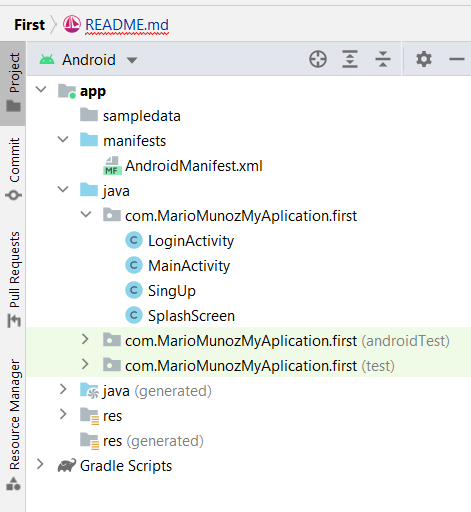 First README.md
Project
Commit
Pull Requests
Resource Manager
Android
app
sampledata
manifests
MF AndroidManifest.xml
java
com.MarioMunozMyAplication.first
C LoginActivity
C MainActivity
C SingUp
C SplashScreen
com.MarioMunozMyAplication.first (androidTest)
com.MarioMunozMyAplication.first (test)
java (generated)
res
res (generated)
Gradle Scripts